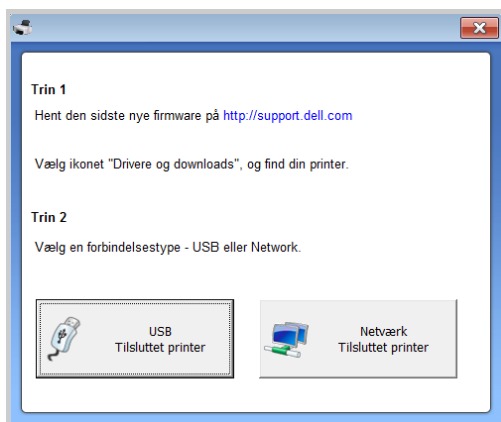 Trin 1
Hent den sidste nye firmware på http://support.dell.com
Vælg ikonet "Drivere og downloads", og find din printer.
Trin 2
Vælg en forbindelsestype - USB eller Network.
USB
Tilsluttet printer
Netværk
Tilsluttet printer